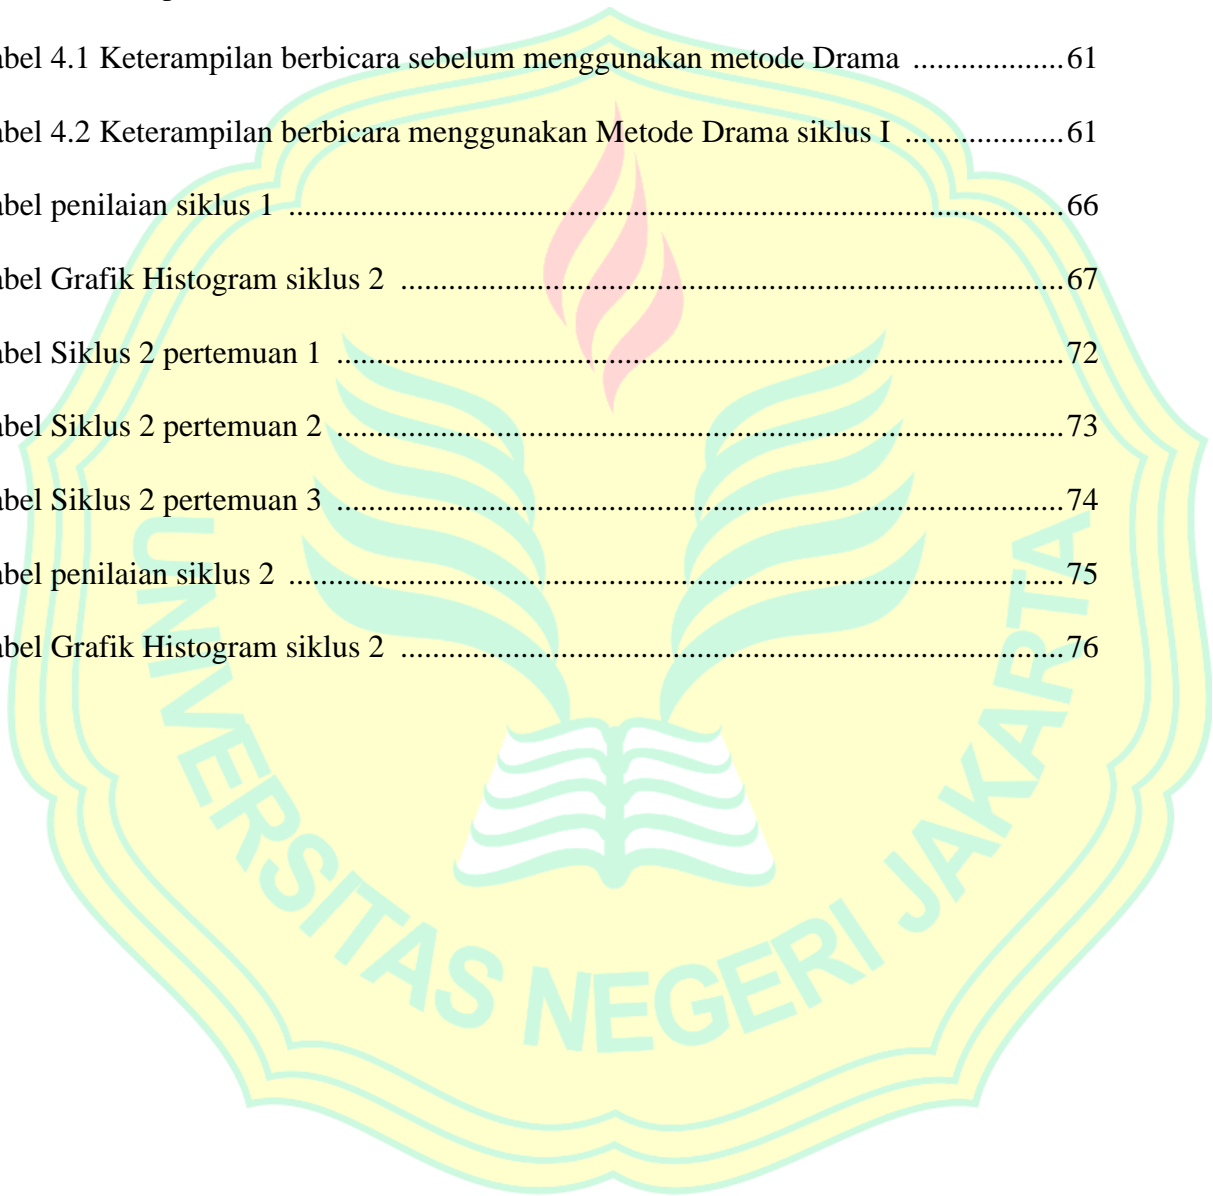 abel 4.1 Keterampilan berbicara sebelum menggunakan metode Drama ...................61
abel 4.2 Keterampilan berbicara menggunakan Metode Drama siklus I ....................61
abel penilaian siklus 1 .................................................................................................66
abel Grafik Histogram siklus 2 ...................................................................................67
abel Siklus 2 pertemuan 1 ...........................................................................................72
abel Siklus 2 pertemuan 2 ...........................................................................................73
abel Siklus 2 pertemuan 3 ...........................................................................................74
abel penilaian siklus 2 .................................................................................................75
abel Grafik Histogram siklus 2 ...................................................................................76
UNIVERSITAS NEGERI JAKARTA